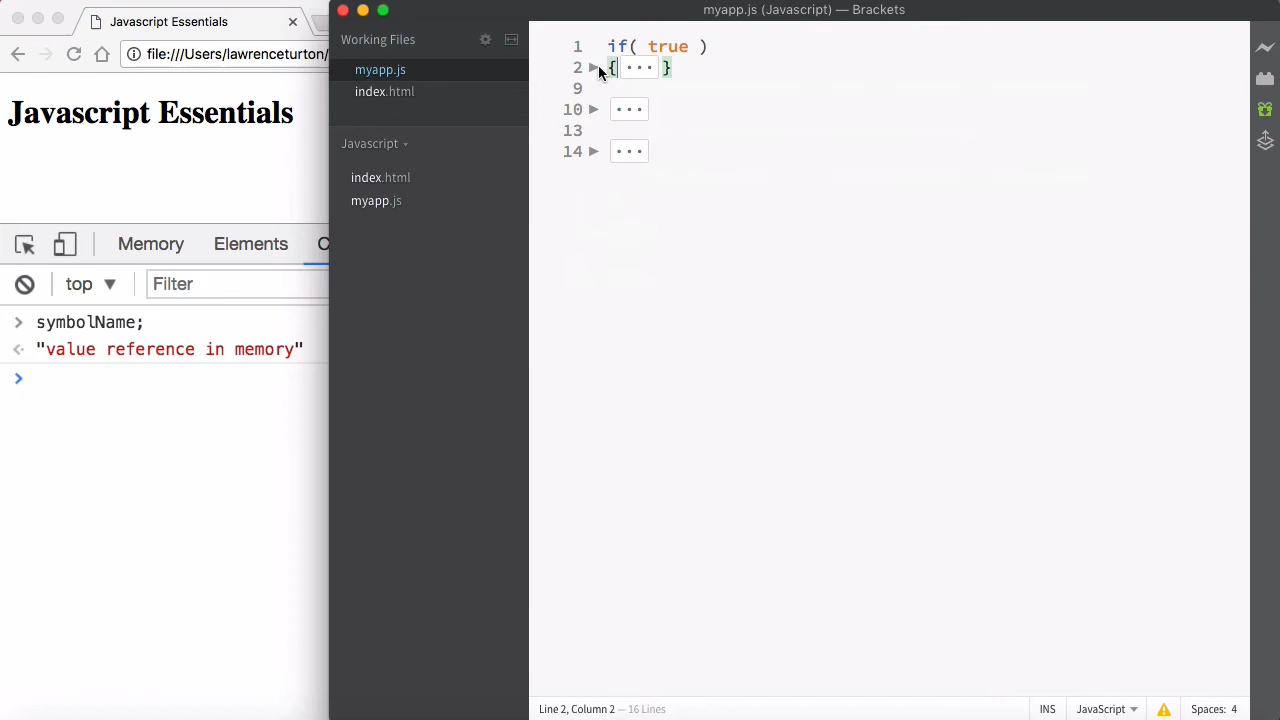 Javascript Essentials
file:///Users/lawrenceturton/
Javascript Essentials
Memory
Elements
C
top ▼
Filter
> symbolName;
"value reference in memory"
>
myapp.js (Javascript) — Brackets
Working Files
myapp.js
index.html
Javascript
index.html
myapp.js
1 if( true )
2 {...}
9
10 ...
13
14 ...
Line 2, Column 2 — 16 Lines
INS
JavaScript
Spaces: 4